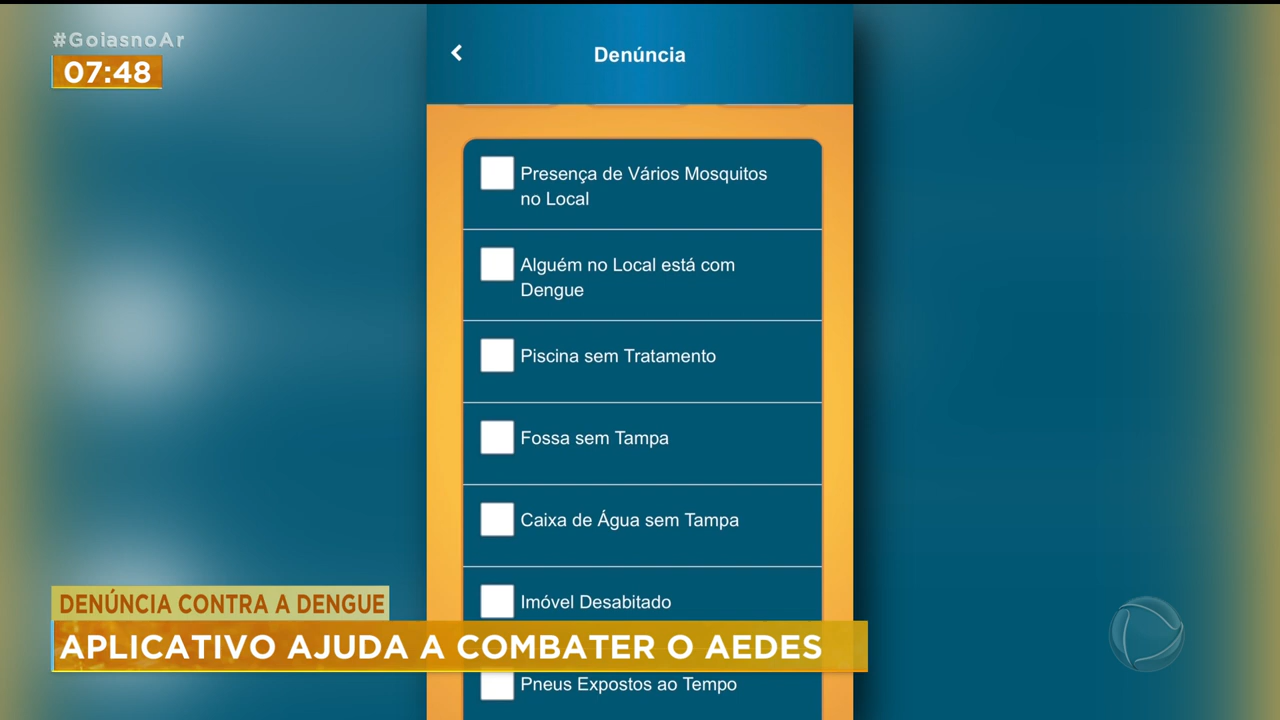 #GoiasnoAr
07:48
Denúncia
Presença de Vários Mosquitos
no Local
Alguém no Local está com
Dengue
Piscina sem Tratamento
Fossa sem Tampa
Caixa de Água sem Tampa
Imóvel Desabitado
DENÚNCIA CONTRA A DENGUE
APLICATIVO AJUDA A COMBATER O AEDES
Pneus Expostos ao Tempo